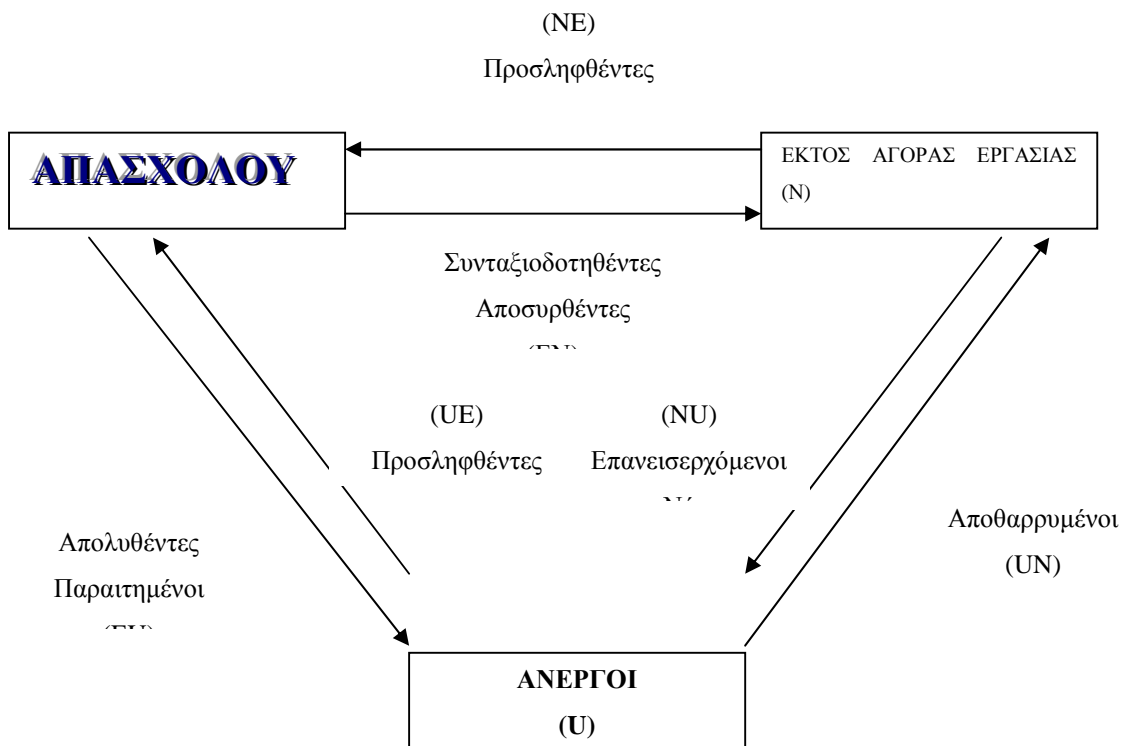 (NE)
Προσληφθέντες
ΑΠΑΣΧΟΛΟΥ
ΕΚΤΟΣ ΑΓΟΡΑΣ ΕΡΓΑΣΙΑΣ
(N)
Συνταξιοδοτηθέντες
Αποσυρθέντες
(UE)
Προσληφθέντες
(NU)
Επανεισερχόμενοι
Αποθαρρυμένοι
(UN)
Απολυθέντες
Παραιτημένοι
ΑΝΕΡΓΟΙ
(U)